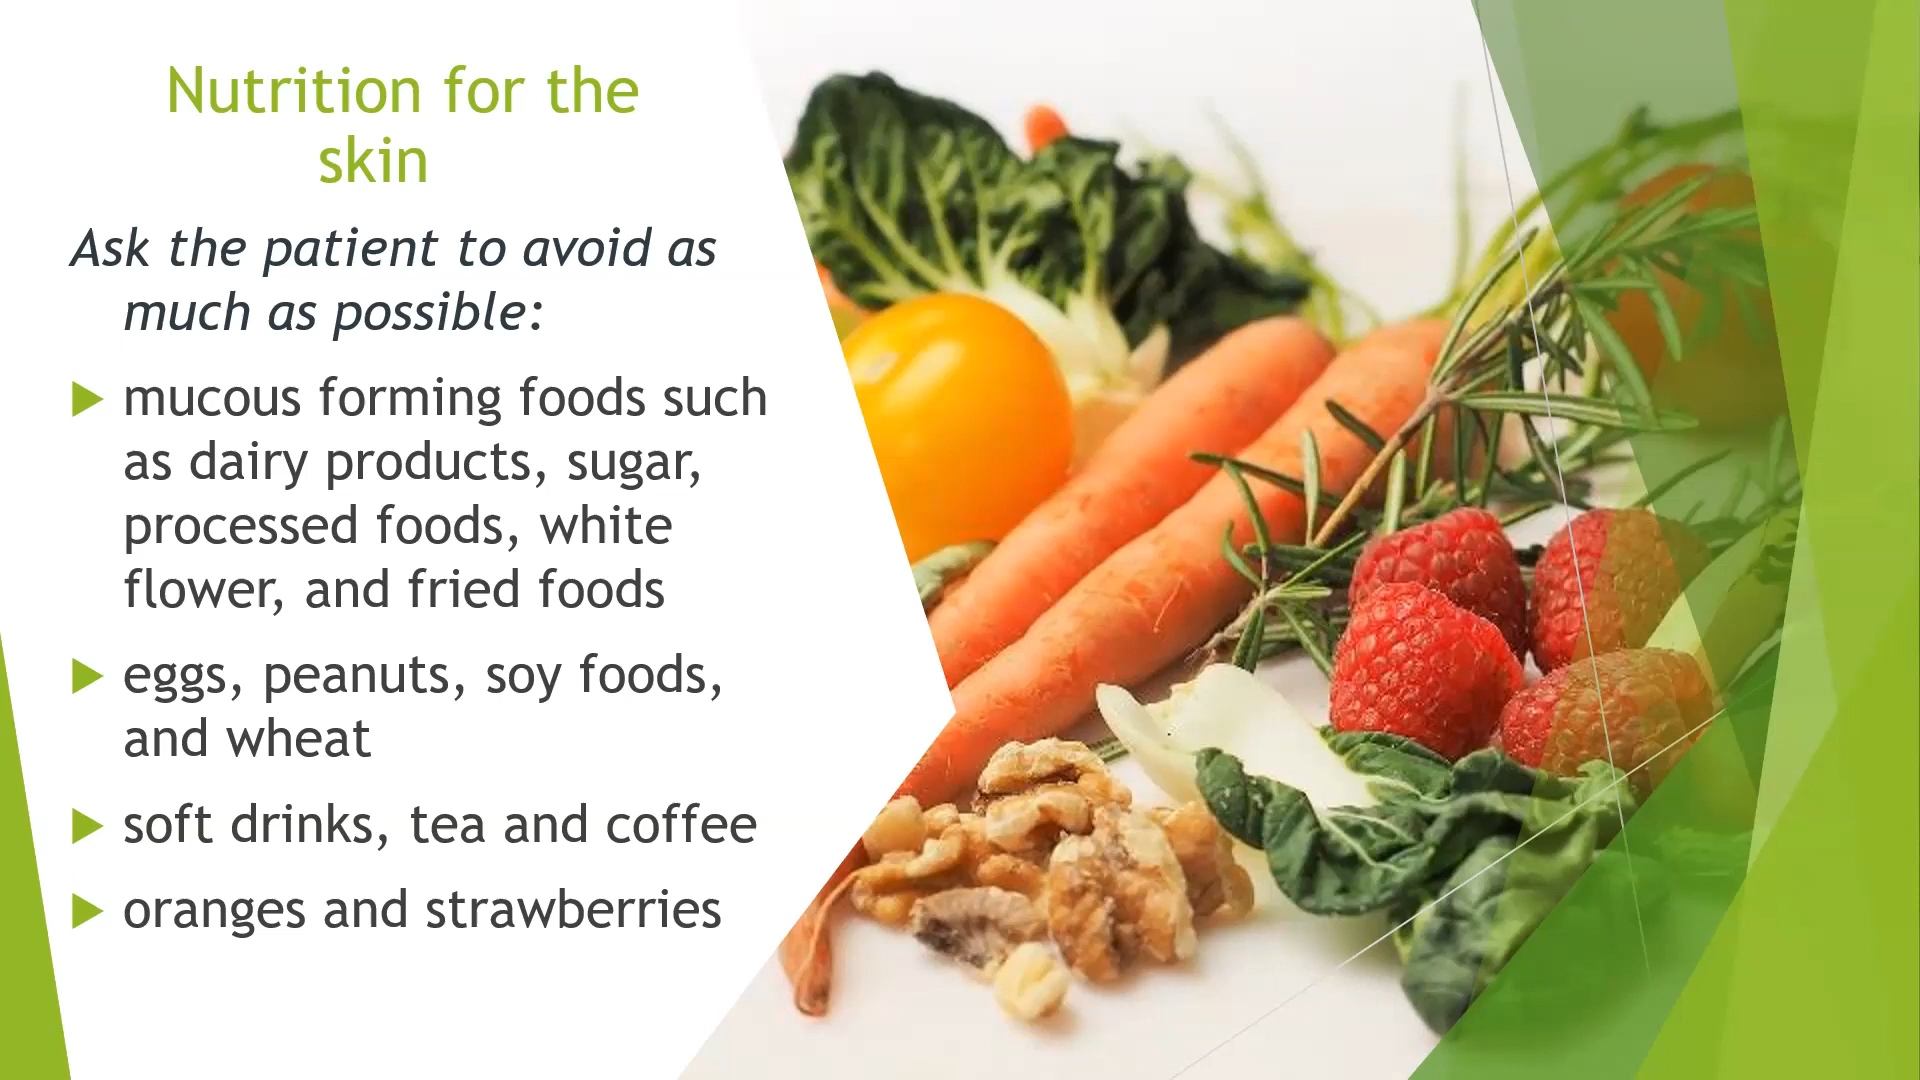 Nutrition for the
skin
Ask the patient to avoid as
much as possible:
mucous forming foods such
as dairy products, sugar,
processed foods, white
flower, and fried foods
eggs, peanuts, soy foods,
and wheat
soft drinks, tea and coffee
oranges and strawberries